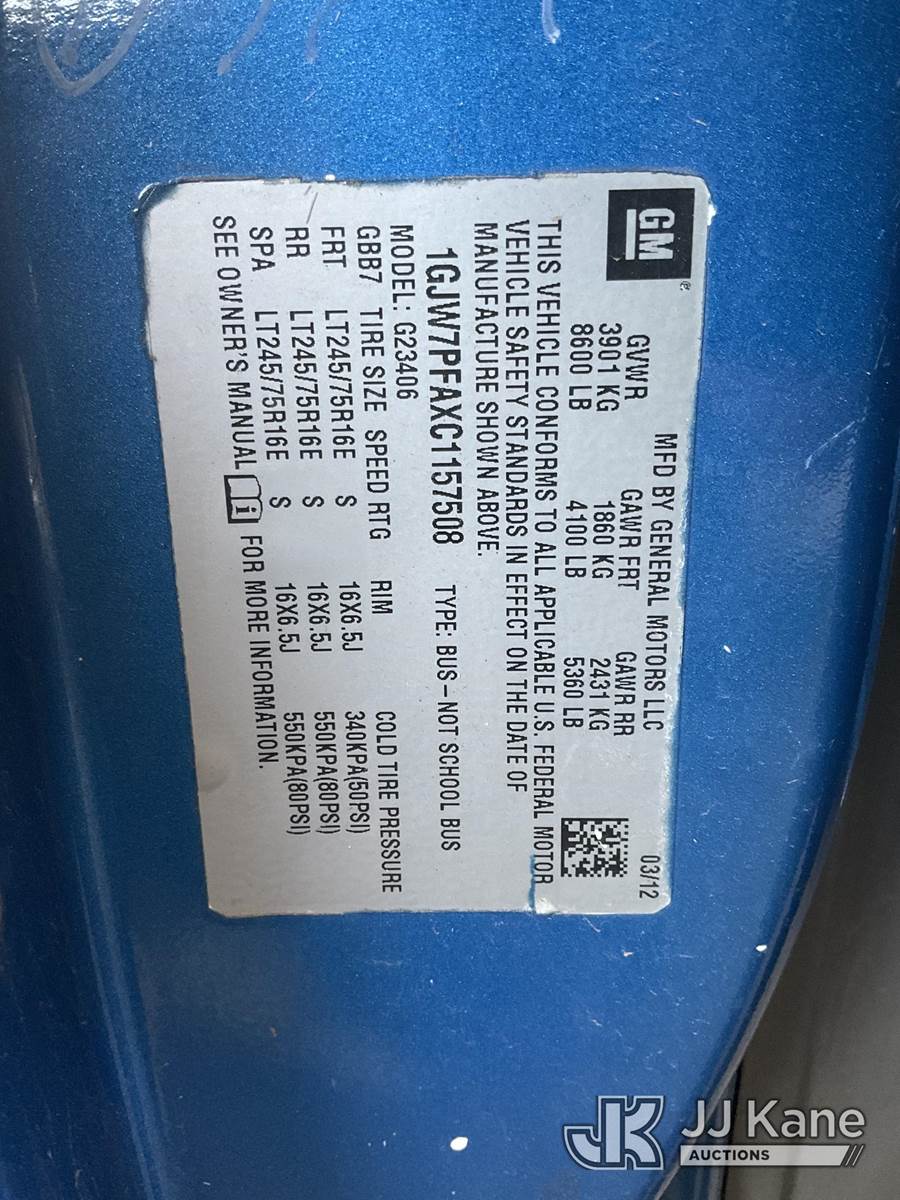 GM
MFD BY GENERAL MOTORS LLC 03/12
GVWR GAWR FRT GAWR RR
3901 KG 1860 KG 2431 KG
8600 LB 4100 LB 5360 LB
THIS VEHICLE CONFORMS TO ALL APPLICABLE U.S. FEDERAL MOTOR
VEHICLE SAFETY STANDARDS IN EFFECT ON THE DATE OF
MANUFACTURE SHOWN ABOVE.
1GJW7PFAXC1157508 TYPE: BUS–NOT SCHOOL BUS
MODEL: G23406
GBB7 TIRE SIZE SPEED RTG RIM COLD TIRE PRESSURE
FRT LT245/75R16E S 16X6.5J 340KPA(50PSI)
RR LT245/75R16E S 16X6.5J 550KPA(80PSI)
SPA LT245/75R16E S 16X6.5J 550KPA(80PSI)
SEE OWNER'S MANUAL i FOR MORE INFORMATION.
JK JJ Kane
AUCTIONS